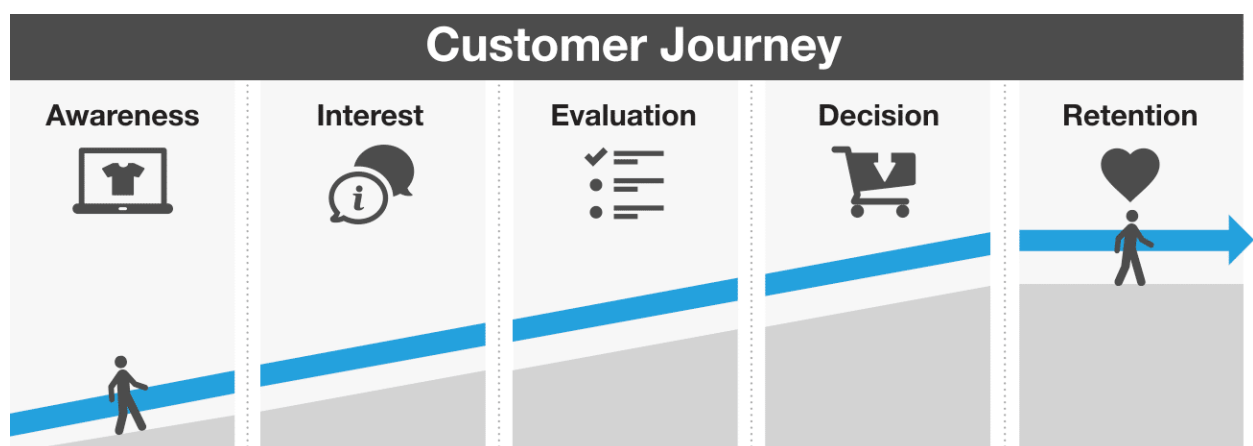 Customer Journey
Awareness
Interest
Evaluation
Decision
Retention
i